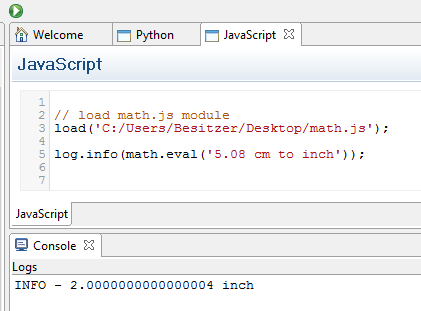 Welcome Python JavaScript
JavaScript
1
2 // load math.js module
3 load('C:/Users/Besitzer/Desktop/math.js');
4
5 log.info(math.eval('5.08 cm to inch'));
6
7
JavaScript
Console
Logs
INFO - 2.0000000000000004 inch